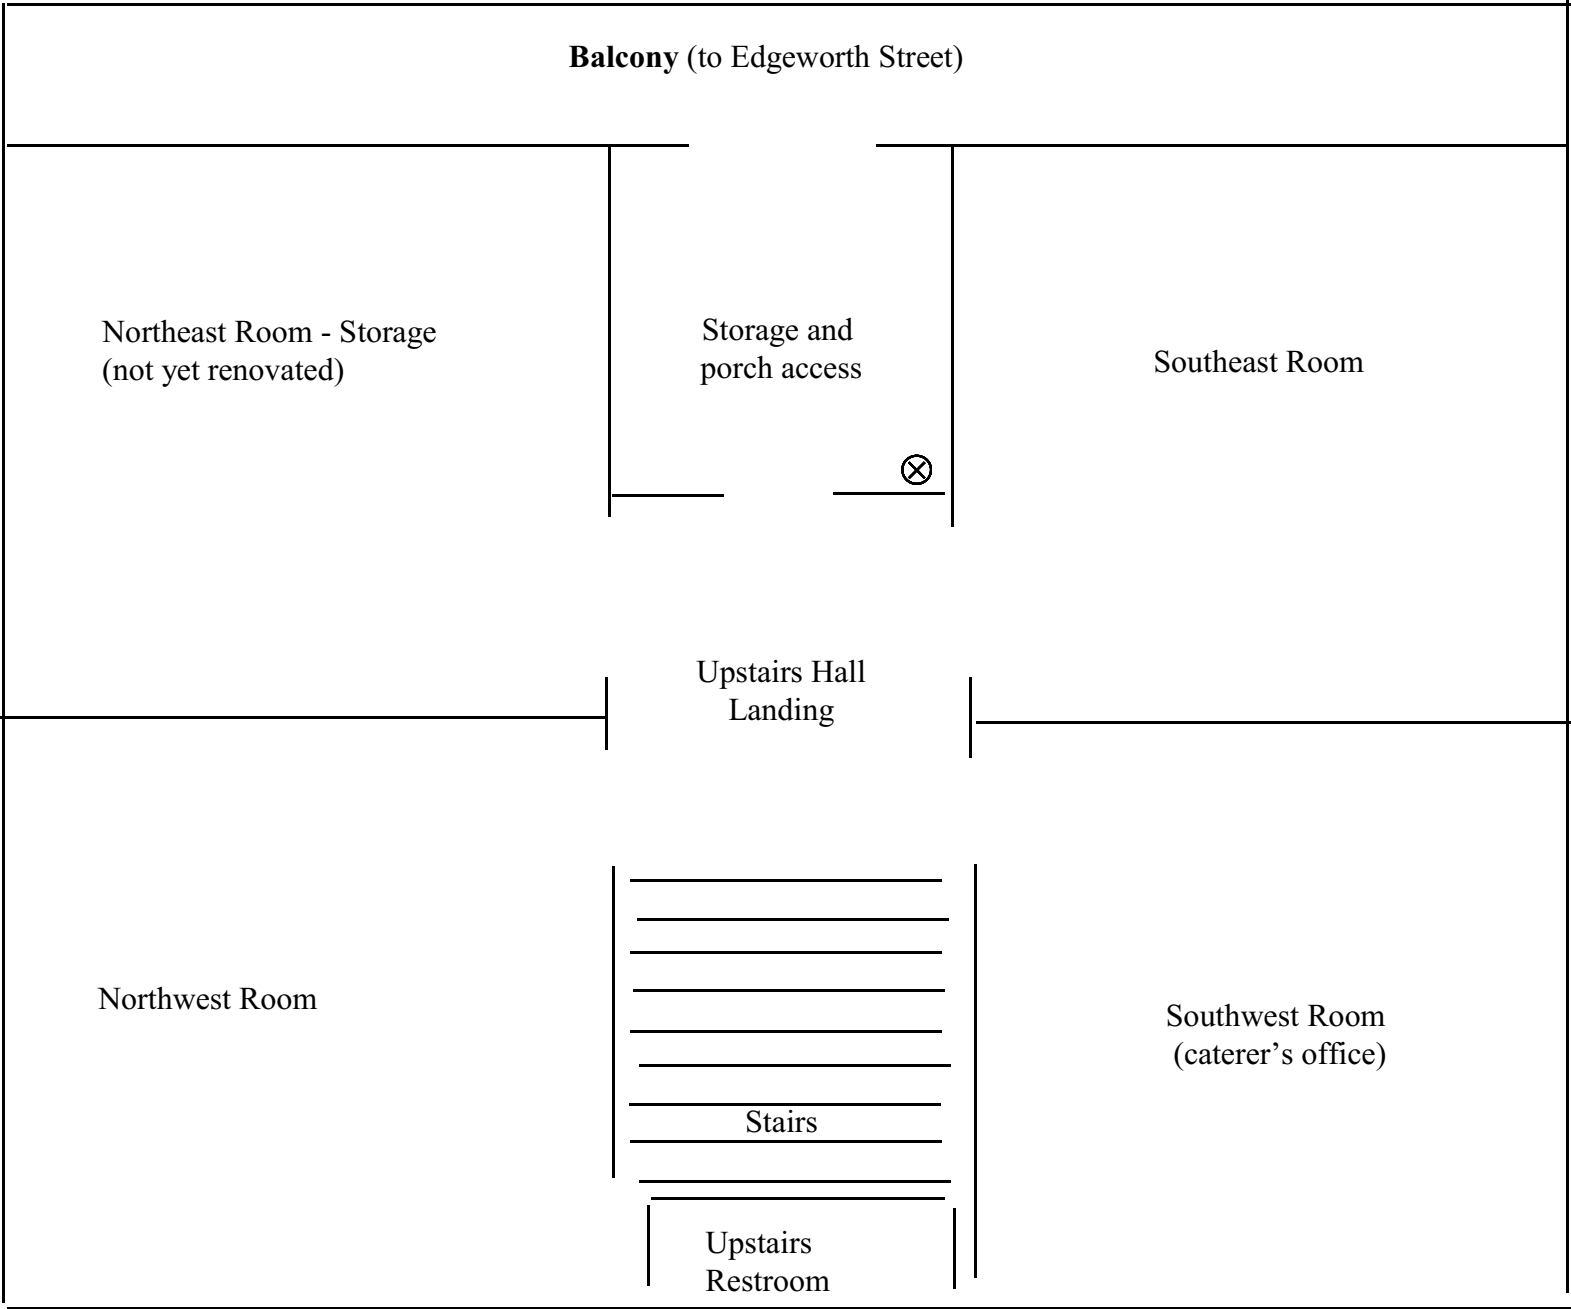 Balcony (to Edgeworth Street)
Northeast Room - Storage
(not yet renovated)
Storage and
porch access
Southeast Room
Upstairs Hall
Landing
Northwest Room
Southwest Room
(caterer’s office)
Stairs
Upstairs
Restroom